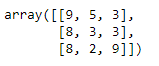 array([[9, 5, 3],
       [8, 3, 3],
       [8, 2, 9]])